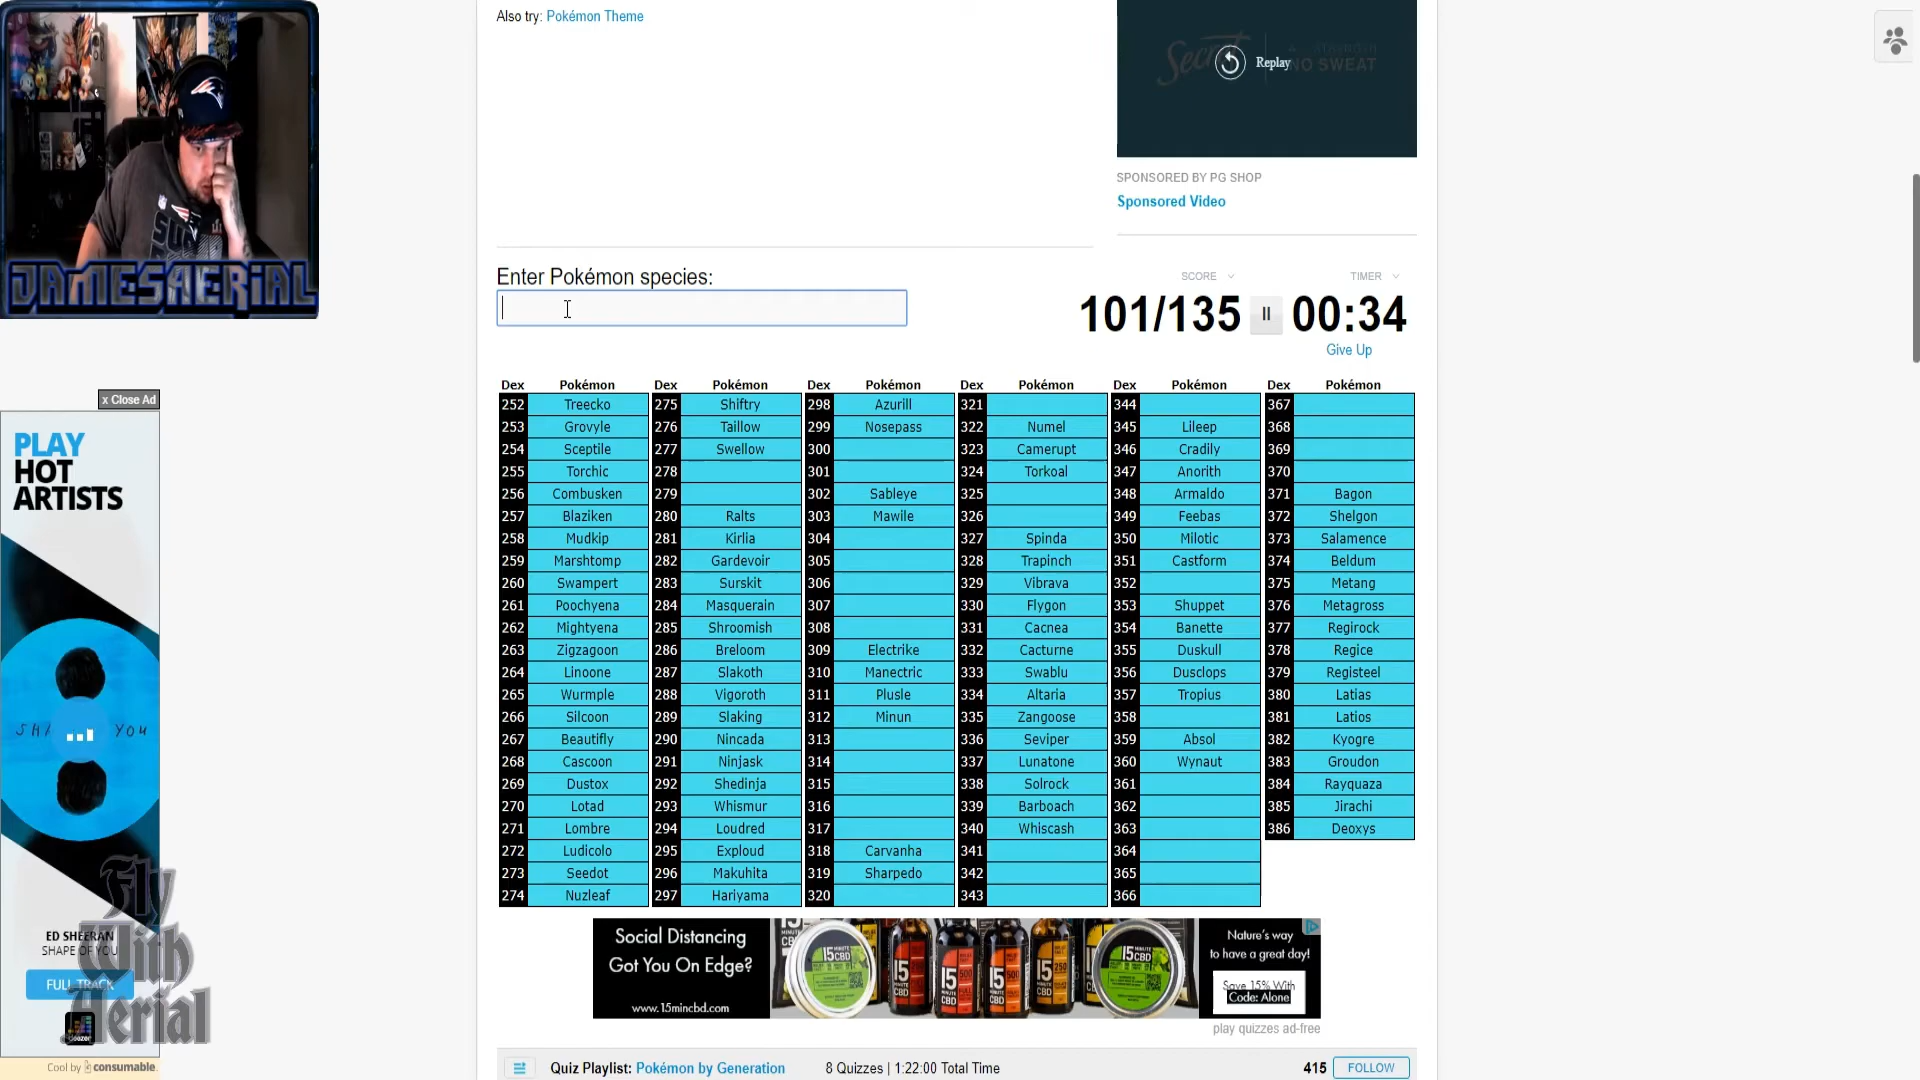 Also try: Pokémon Theme
Secret
NO SWEAT
Replay
SPONSORED BY PG SHOP
Sponsored Video
JAMESAERIAL
Enter Pokémon species:
SCORE
TIMER
101/135
00:34
Give Up
x Close Ad
PLAY
HOT
ARTISTS
ED SHEERAN
SHAPE OF YOU
FULL TRACK
Fly
With
Aerial
Cool by consumable.
Dex Pokémon Dex Pokémon Dex Pokémon Dex Pokémon Dex Pokémon Dex Pokémon
252 Treecko 275 Shiftry 298 Azurill 321 344 367
253 Grovyle 276 Taillow 299 Nosepass 322 Numel 345 Lileep 368
254 Sceptile 277 Swellow 300 323 Camerupt 346 Cradily 369
255 Torchic 278 301 324 Torkoal 347 Anorith 370
256 Combusken 279 302 Sableye 325 348 Armaldo 371 Bagon
257 Blaziken 280 Ralts 303 Mawile 326 349 Feebas 372 Shelgon
258 Mudkip 281 Kirlia 304 327 Spinda 350 Milotic 373 Salamence
259 Marshtomp 282 Gardevoir 305 328 Trapinch 351 Castform 374 Beldum
260 Swampert 283 Surskit 306 329 Vibrava 352 375 Metang
261 Poochyena 284 Masquerain 307 330 Flygon 353 Shuppet 376 Metagross
262 Mightyena 285 Shroomish 308 331 Cacnea 354 Banette 377 Regirock
263 Zigzagoon 286 Breloom 309 Electrike 332 Cacturne 355 Duskull 378 Regice
264 Linoone 287 Slakoth 310 Manectric 333 Swablu 356 Dusclops 379 Registeel
265 Wurmple 288 Vigoroth 311 Plusle 334 Altaria 357 Tropius 380 Latias
266 Silcoon 289 Slaking 312 Minun 335 Zangoose 358 381 Latios
267 Beautifly 290 Nincada 313 336 Seviper 359 Absol 382 Kyogre
268 Cascoon 291 Ninjask 314 337 Lunatone 360 Wynaut 383 Groudon
269 Dustox 292 Shedinja 315 338 Solrock 361 384 Rayquaza
270 Lotad 293 Whismur 316 339 Barboach 362 385 Jirachi
271 Lombre 294 Loudred 317 340 Whiscash 363 386 Deoxys
272 Ludicolo 295 Exploud 318 Carvanha 341 364
273 Seedot 296 Makuhita 319 Sharpedo 342 365
274 Nuzleaf 297 Hariyama 320 343 366
Social Distancing
Got You On Edge?
www.15mincbd.com
Nature's way
to have a great day!
Save 15% With
Code: Alone
play quizzes ad-free
Quiz Playlist: Pokémon by Generation 8 Quizzes | 1:22:00 Total Time 415 FOLLOW